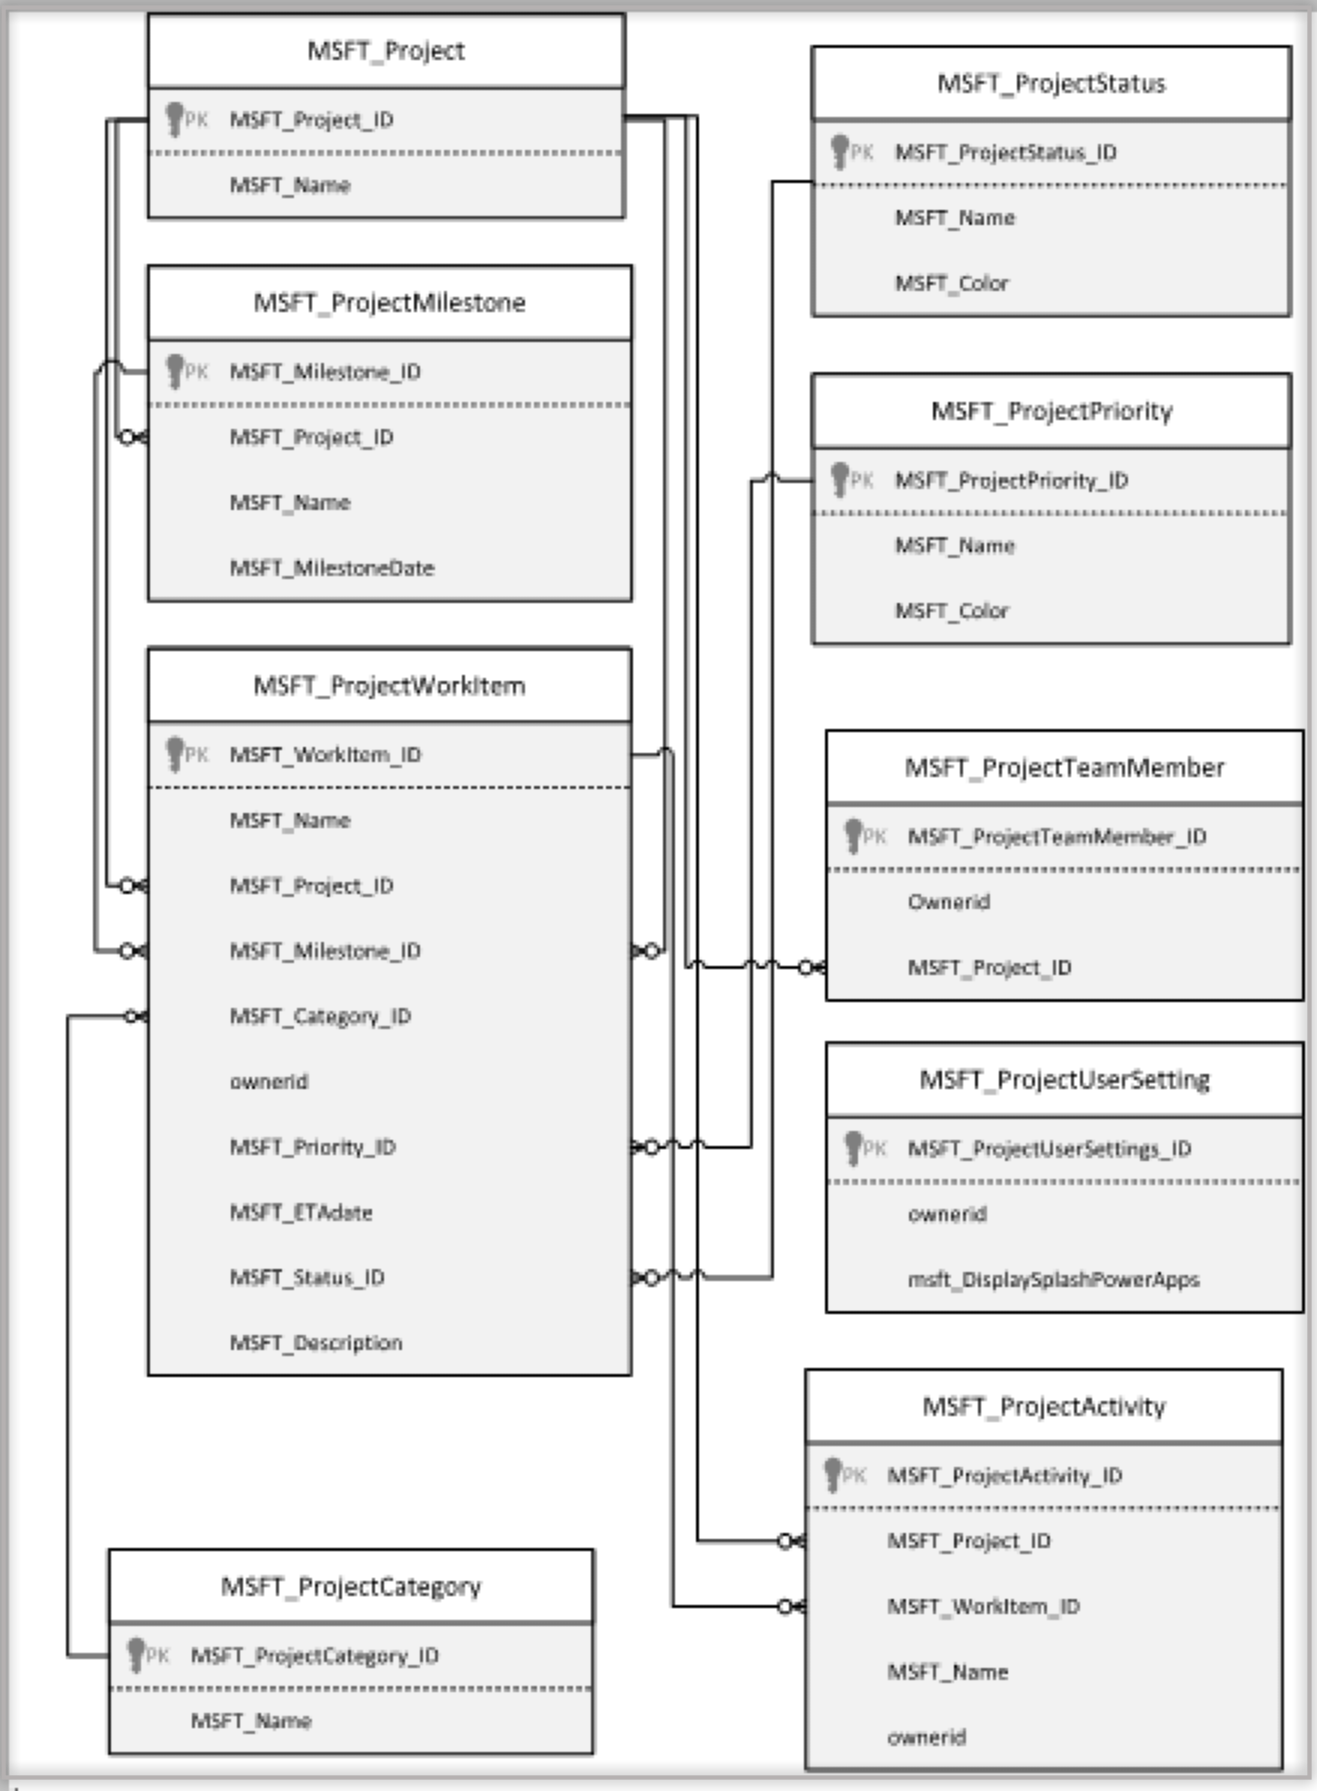 MSFT_Project
PK MSFT_Project_ID
MSFT_Name
MSFT_ProjectMilestone
PK MSFT_Milestone_ID
MSFT_Project_ID
MSFT_Name
MSFT_MilestoneDate
MSFT_ProjectWorkItem
PK MSFT_WorkItem_ID
MSFT_Name
MSFT_Project_ID
MSFT_Milestone_ID
MSFT_Category_ID
ownerid
MSFT_Priority_ID
MSFT_ETAdate
MSFT_Status_ID
MSFT_Description
MSFT_ProjectCategory
PK MSFT_ProjectCategory_ID
MSFT_Name
MSFT_ProjectStatus
PK MSFT_ProjectStatus_ID
MSFT_Name
MSFT_Color
MSFT_ProjectPriority
PK MSFT_ProjectPriority_ID
MSFT_Name
MSFT_Color
MSFT_ProjectTeamMember
PK MSFT_ProjectTeamMember_ID
Ownerid
MSFT_Project_ID
MSFT_ProjectUserSetting
PK MSFT_ProjectUserSettings_ID
ownerid
msft_DisplaySplashPowerApps
MSFT_ProjectActivity
PK MSFT_ProjectActivity_ID
MSFT_Project_ID
MSFT_WorkItem_ID
MSFT_Name
ownerid